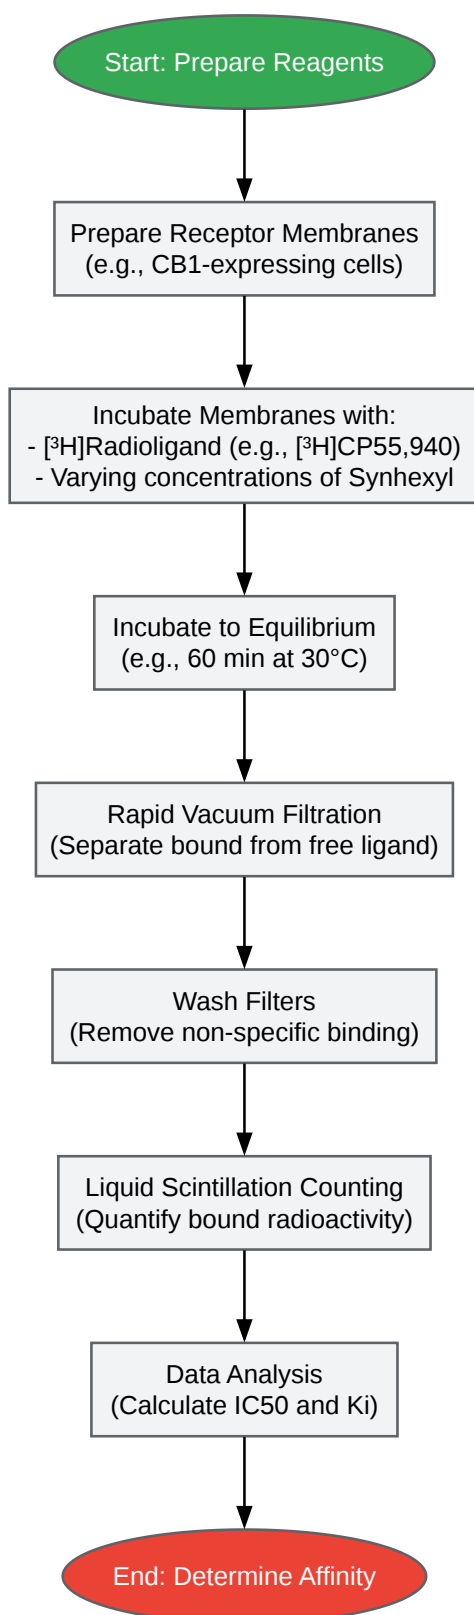 Start: Prepare Reagents
Prepare Receptor Membranes
(e.g., CB1-expressing cells)
Incubate Membranes with:
- [³H]Radioligand (e.g., [³H]CP55,940)
- Varying concentrations of Synhexyl
Incubate to Equilibrium
(e.g., 60 min at 30°C)
Rapid Vacuum Filtration
(Separate bound from free ligand)
Wash Filters
(Remove non-specific binding)
Liquid Scintillation Counting
(Quantify bound radioactivity)
Data Analysis
(Calculate IC50 and Ki)
End: Determine Affinity